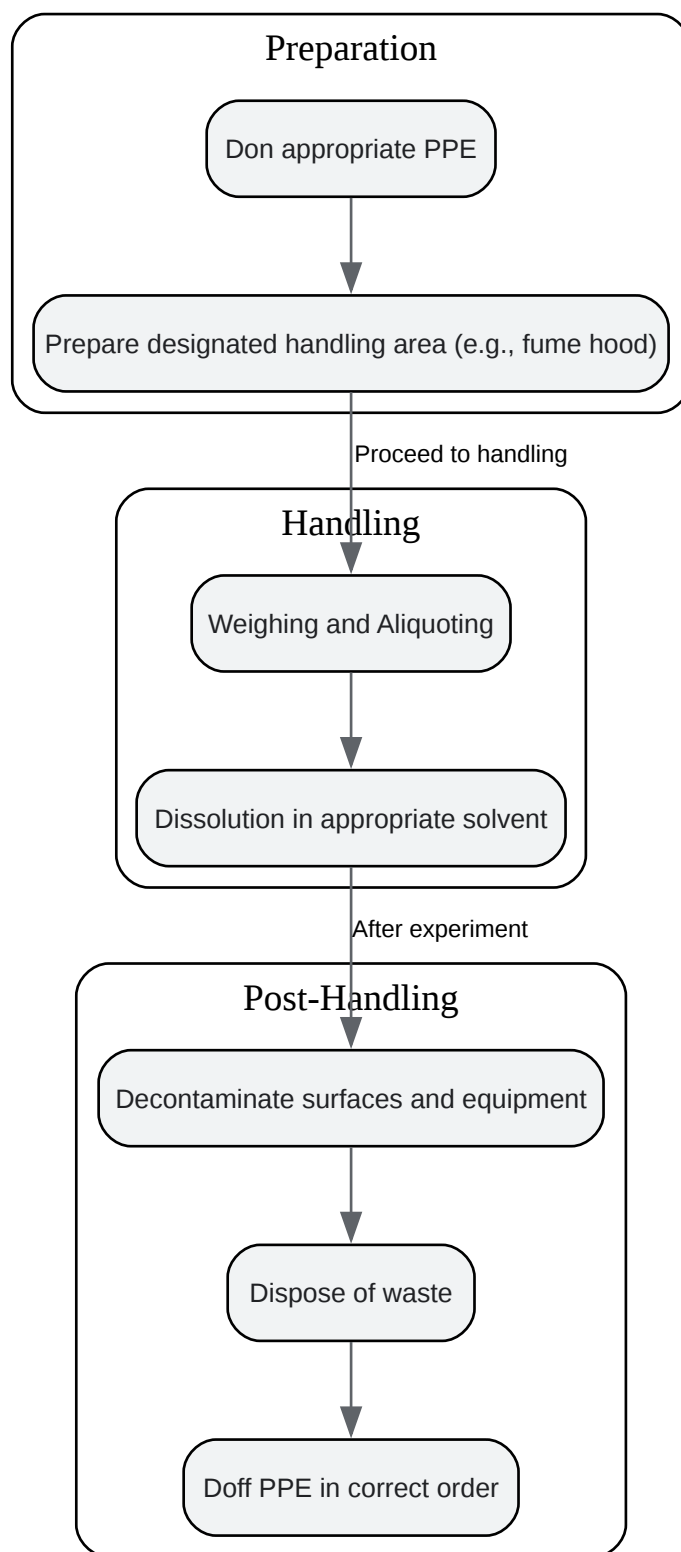 Preparation
Don appropriate PPE
Prepare designated handling area (e.g., fume hood)
Proceed to handling
Handling
Weighing and Aliquoting
Dissolution in appropriate solvent
After experiment
Post-Handling
Decontaminate surfaces and equipment
Dispose of waste
Doff PPE in correct order